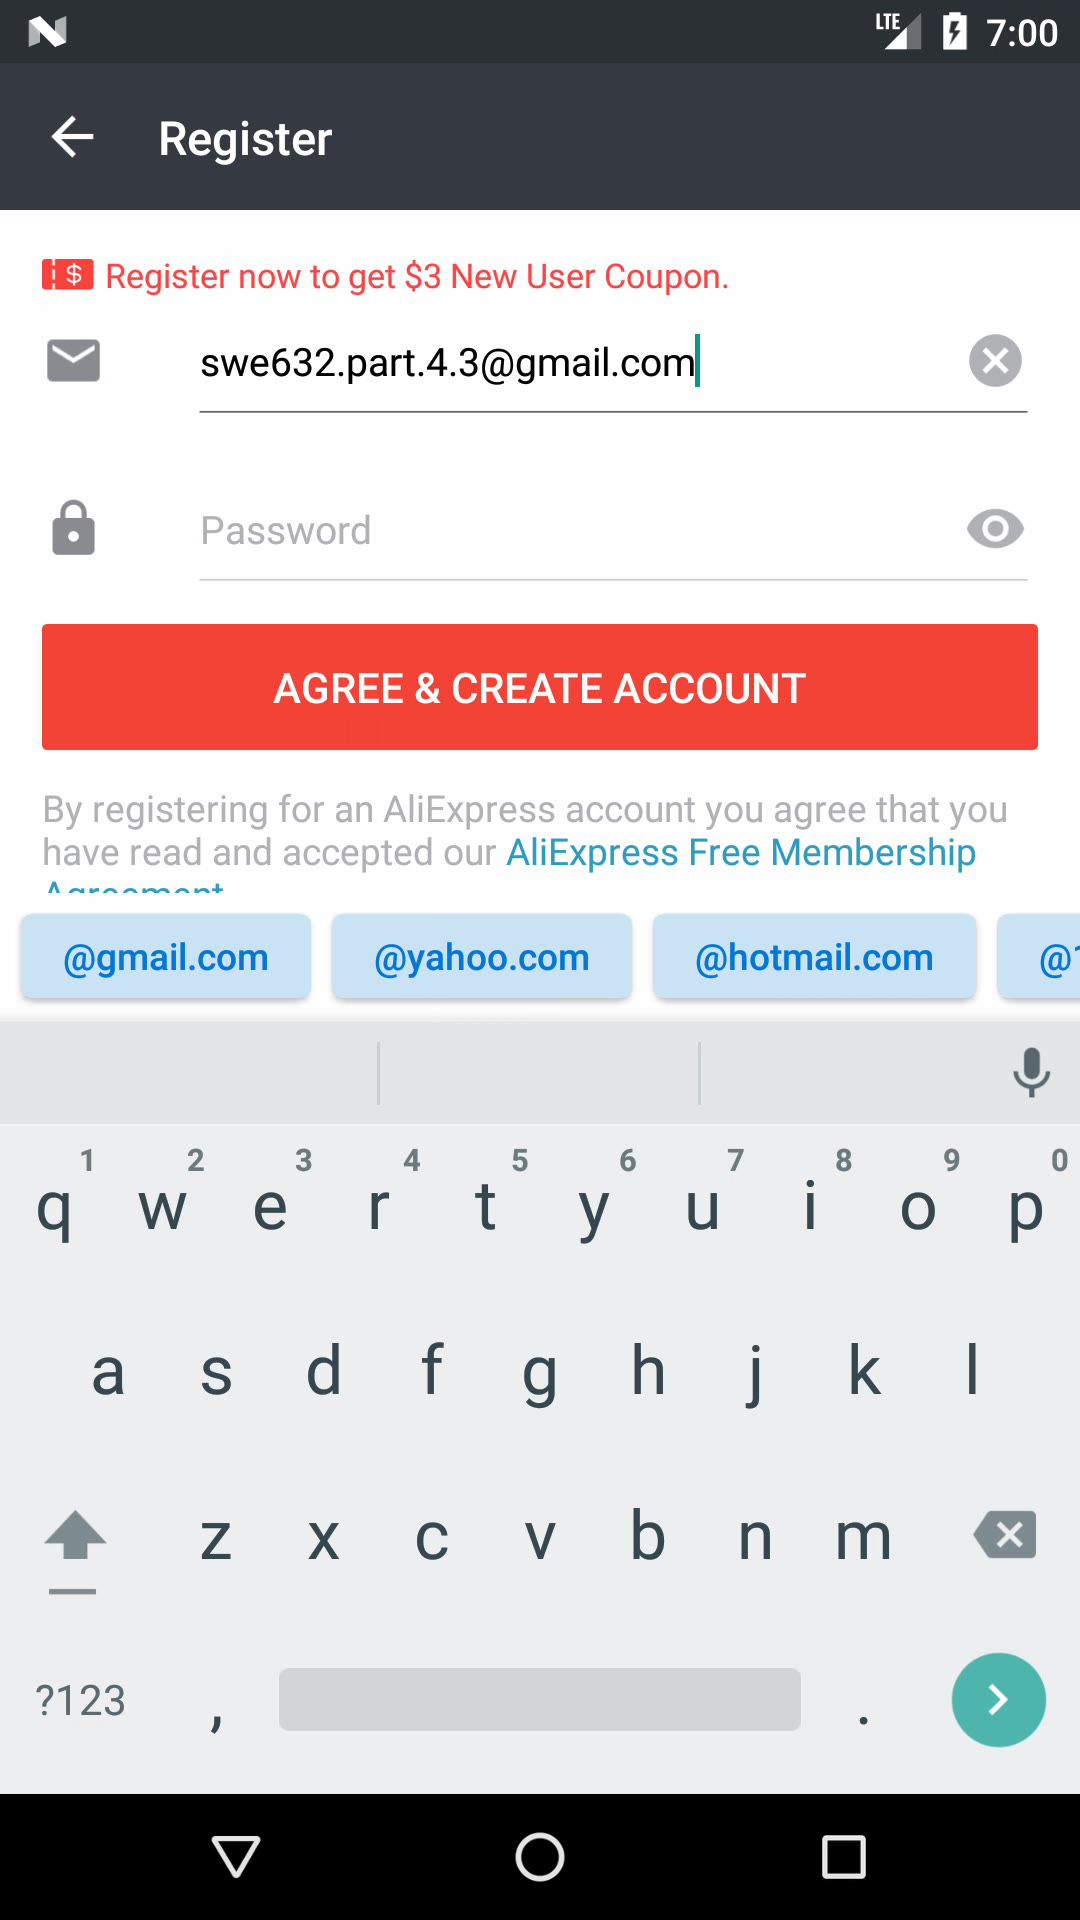 LTE 7:00
Register
Register now to get $3 New User Coupon.
swe632.part.4.3@gmail.com
Password
AGREE & CREATE ACCOUNT
By registering for an AliExpress account you agree that you
have read and accepted our AliExpress Free Membership
Agreement
@gmail.com @yahoo.com @hotmail.com @1
1 2 3 4 5 6 7 8 9 0
q w e r t y u i o p
a s d f g h j k l
z x c v b n m
?123 , .